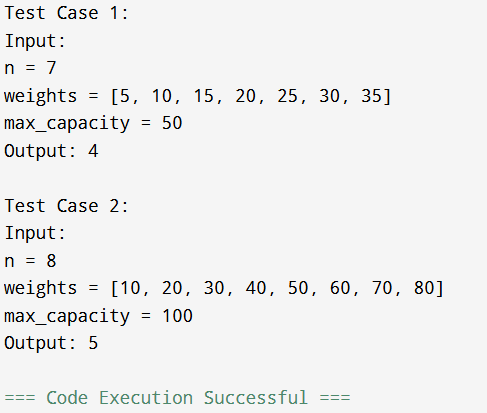 Test Case 1:
Input:
n = 7
weights = [5, 10, 15, 20, 25, 30, 35]
max_capacity = 50
Output: 4
Test Case 2:
Input:
n = 8
weights = [10, 20, 30, 40, 50, 60, 70, 80]
max_capacity = 100
Output: 5
=== Code Execution Successful ===